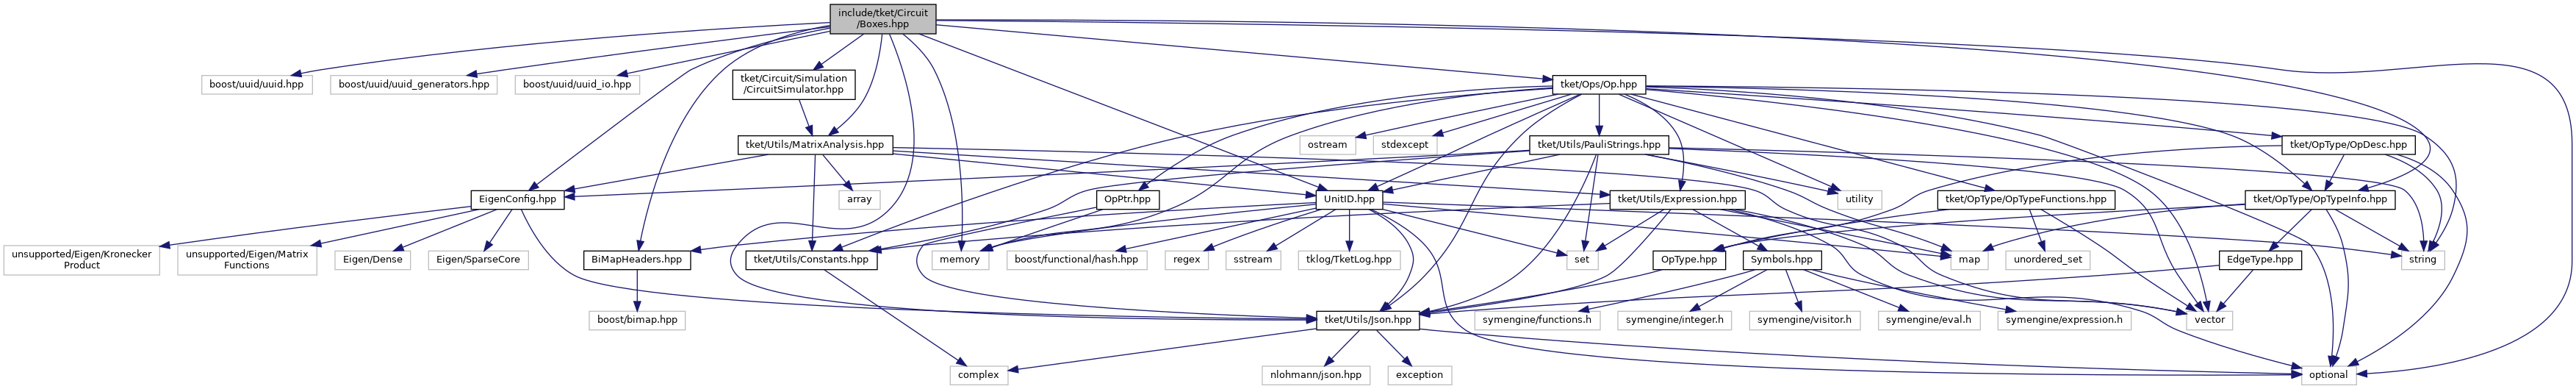 include/tket/Circuit
/Boxes.hpp
boost/uuid/uuid.hpp
boost/uuid/uuid_generators.hpp
boost/uuid/uuid_io.hpp
tket/Circuit/Simulation
/CircuitSimulator.hpp
tket/Ops/Op.hpp
tket/Utils/MatrixAnalysis.hpp
ostream
stdexcept
tket/Utils/PauliStrings.hpp
tket/OpType/OpDesc.hpp
EigenConfig.hpp
array
OpPtr.hpp
UnitID.hpp
tket/Utils/Expression.hpp
utility
tket/OpType/OpTypeFunctions.hpp
tket/OpType/OpTypeInfo.hpp
unsupported/Eigen/Kronecker
Product
unsupported/Eigen/Matrix
Functions
Eigen/Dense
Eigen/SparseCore
BiMapHeaders.hpp
tket/Utils/Constants.hpp
memory
boost/functional/hash.hpp
regex
sstream
tklog/TketLog.hpp
set
OpType.hpp
Symbols.hpp
map
unordered_set
EdgeType.hpp
string
boost/bimap.hpp
tket/Utils/Json.hpp
symengine/functions.h
symengine/integer.h
symengine/visitor.h
symengine/eval.h
symengine/expression.h
vector
complex
nlohmann/json.hpp
exception
optional